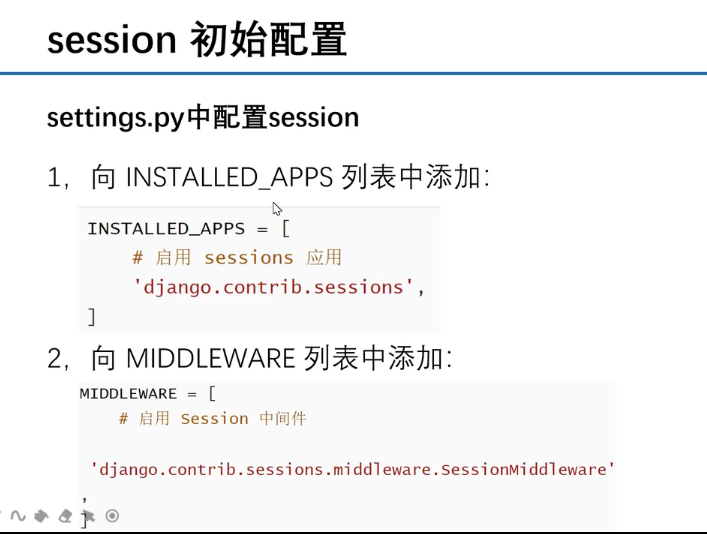 session 初始配置
settings.py中配置session
1，向 INSTALLED_APPS 列表中添加：
INSTALLED_APPS = [
# 启用 sessions 应用
'django.contrib.sessions',
]
2，向 MIDDLEWARE 列表中添加：
MIDDLEWARE = [
# 启用 Session 中间件
'django.contrib.sessions.middleware.SessionMiddleware'
,
]